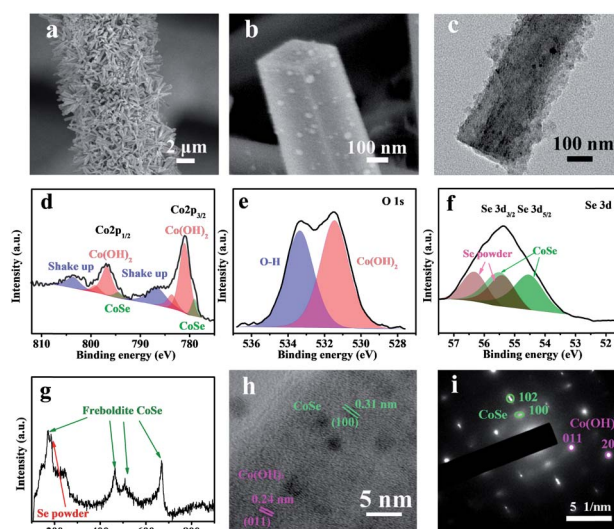 a
2 μm
b
100 nm
c
100 nm
d
Co2p3/2
Co2p1/2
Co(OH)2
Co(OH)2
Shake up
Shake up
CoSe
CoSe
Intensity (a.u.)
810 800 790 780
Binding energy (eV)
e
O 1s
O-H
Co(OH)2
Intensity (a.u.)
536 534 532 530 528
Binding energy (eV)
f
Se 3d
Se 3d3/2 Se 3d5/2
Se powder
CoSe
Intensity (a.u.)
57 56 55 54 53 52
Binding energy (eV)
g
Freboldite CoSe
Se powder
Intensity (a.u.)
h
CoSe
0.31 nm
(100)
0.24 nm
(011)
5 nm
i
102
CoSe
100
Co(OH)
011
20
5 1/nm